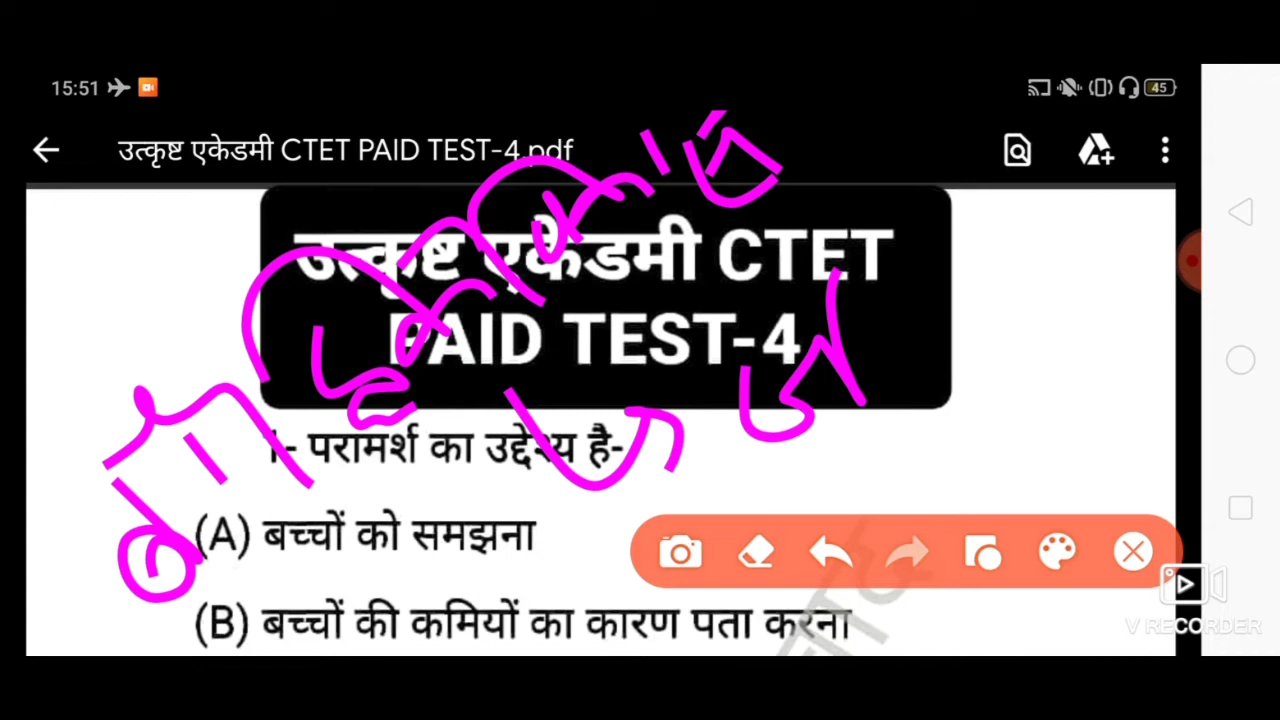 15:51
45
उत्कृष्ट एकेडमी CTET PAID TEST-4.pdf
उत्कृष्ट एकेडमी CTET
PAID TEST-4
1- परामर्श का उद्देश्य है-
(A) बच्चों को समझना
(B) बच्चों की कमियों का कारण पता करना
V RECORDER